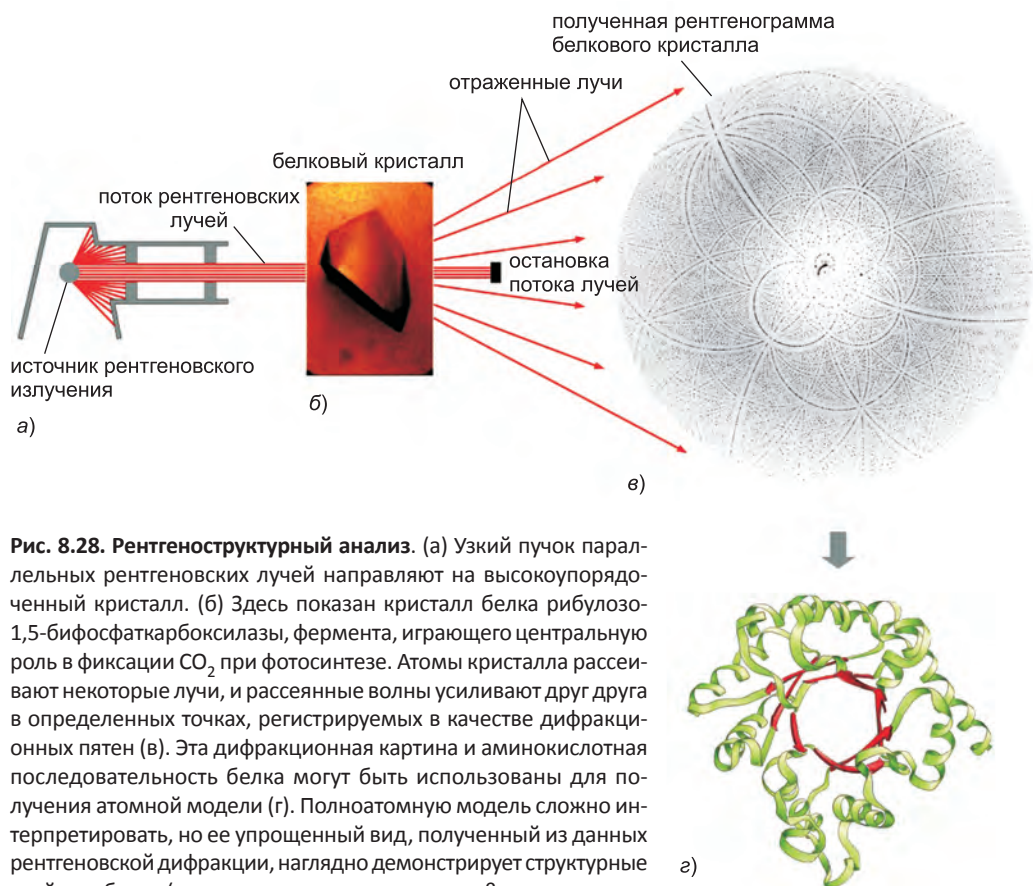 полученная рентгенограмма
белкового кристалла
отраженные лучи
белковый кристалл
поток рентгеновских
лучей
остановка
потока лучей
источник рентгеновского
излучения
а)
б)
в)
Рис. 8.28. Рентгеноструктурный анализ. (а) Узкий пучок парал-
лельных рентгеновских лучей направляют на высокоупорядо-
ченный кристалл. (б) Здесь показан кристалл белка рибулозо-
1,5-бифосфаткарбоксилазы, фермента, играющего центральную
роль в фиксации CO2 при фотосинтезе. Атомы кристалла рассеи-
вают некоторые лучи, и рассеянные волны усиливают друг друга
в определенных точках, регистрируемых в качестве дифракци-
онных пятен (в). Эта дифракционная картина и аминокислотная
последовательность белка могут быть использованы для по-
лучения атомной модели (г). Полноатомную модель сложно ин-
терпретировать, но ее упрощенный вид, полученный из данных
рентгеновской дифракции, наглядно демонстрирует структурные
г)